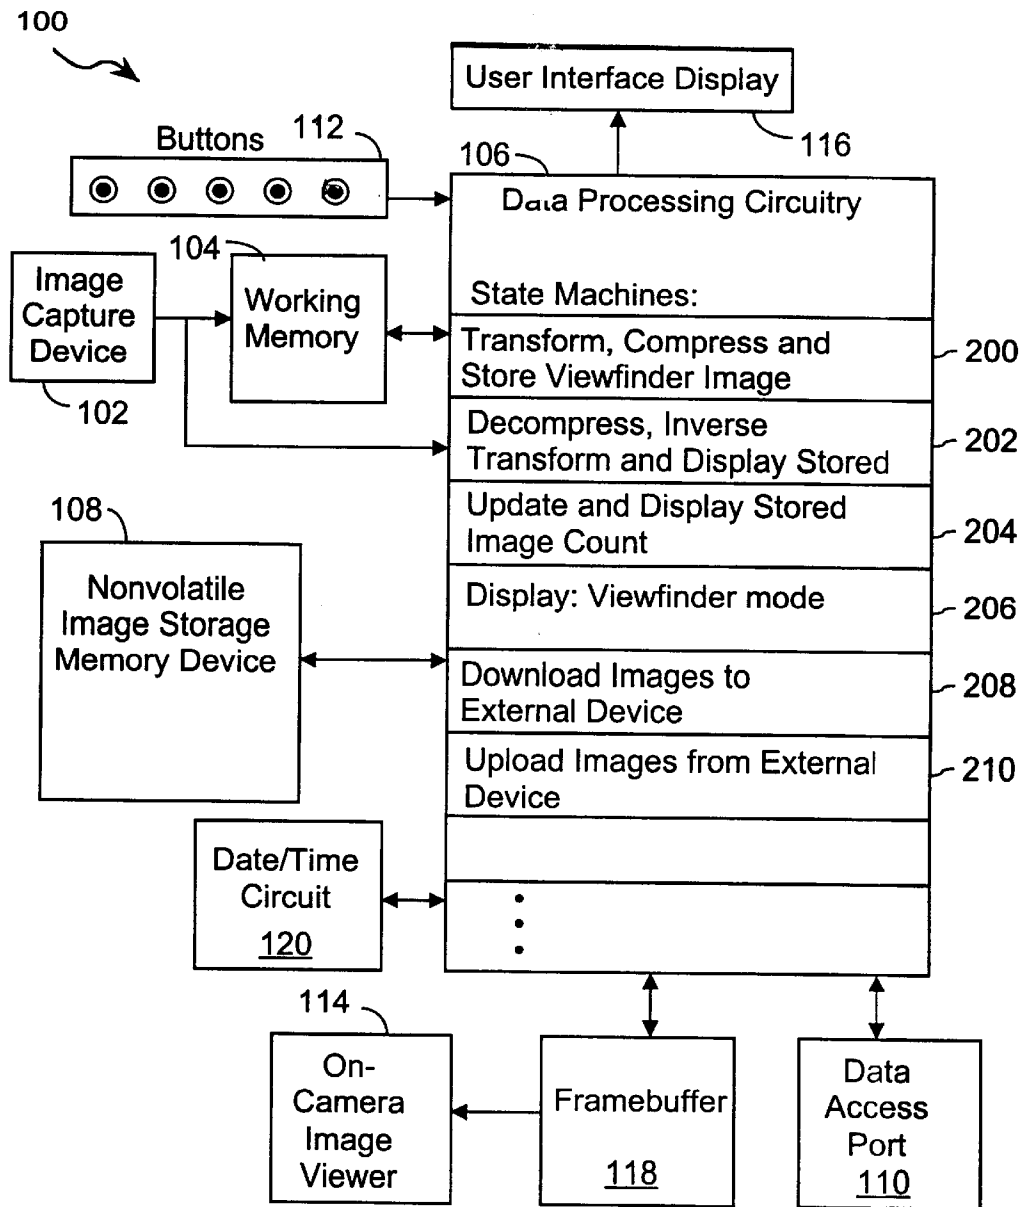 100
User Interface Display
116
Buttons
112
106
Data Processing Circuitry
State Machines:
104
Image
Capture
Device
102
Working
Memory
Transform, Compress and
Store Viewfinder Image
200
Decompress, Inverse
Transform and Display Stored
202
Update and Display Stored
Image Count
204
Display: Viewfinder mode
206
Download Images to
External Device
208
Upload Images from External
Device
210
108
Nonvolatile
Image Storage
Memory Device
Date/Time
Circuit
120
114
On-
Camera
Image
Viewer
Framebuffer
118
Data
Access
Port
110